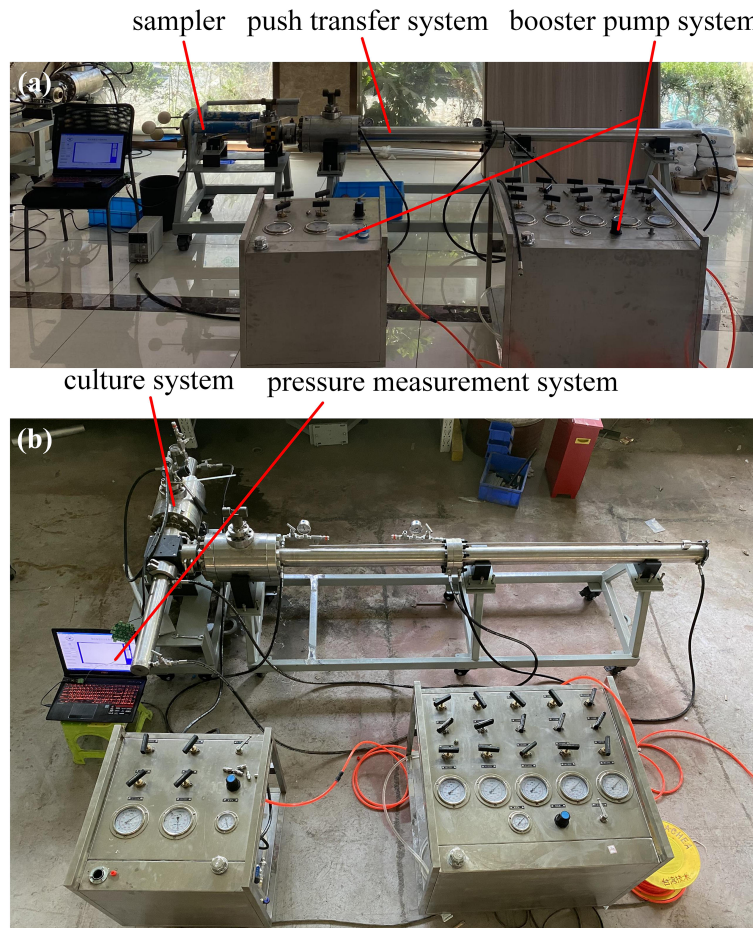 sampler push transfer system booster pump system
(a)
culture system pressure measurement system
(b)